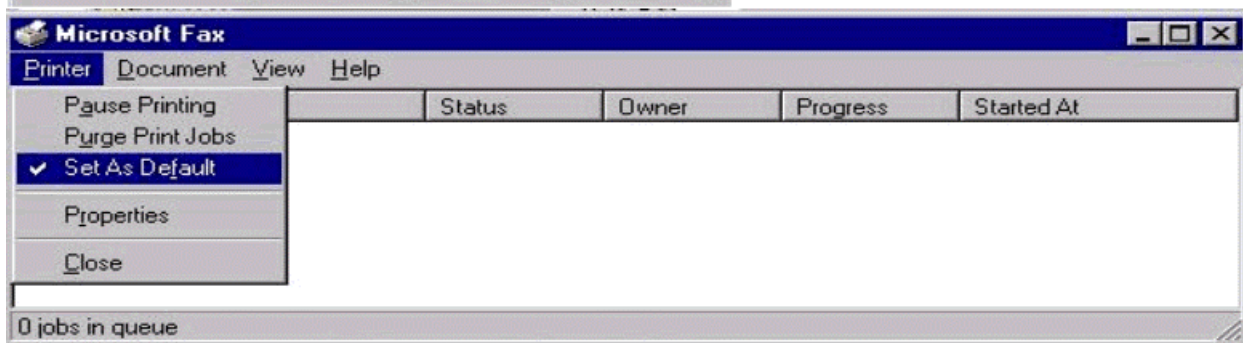 Microsoft Fax
Printer Document View Help
Status Owner Progress Started At
Pause Printing
Purge Print Jobs
Set As Default
Properties
Close
0 jobs in queue